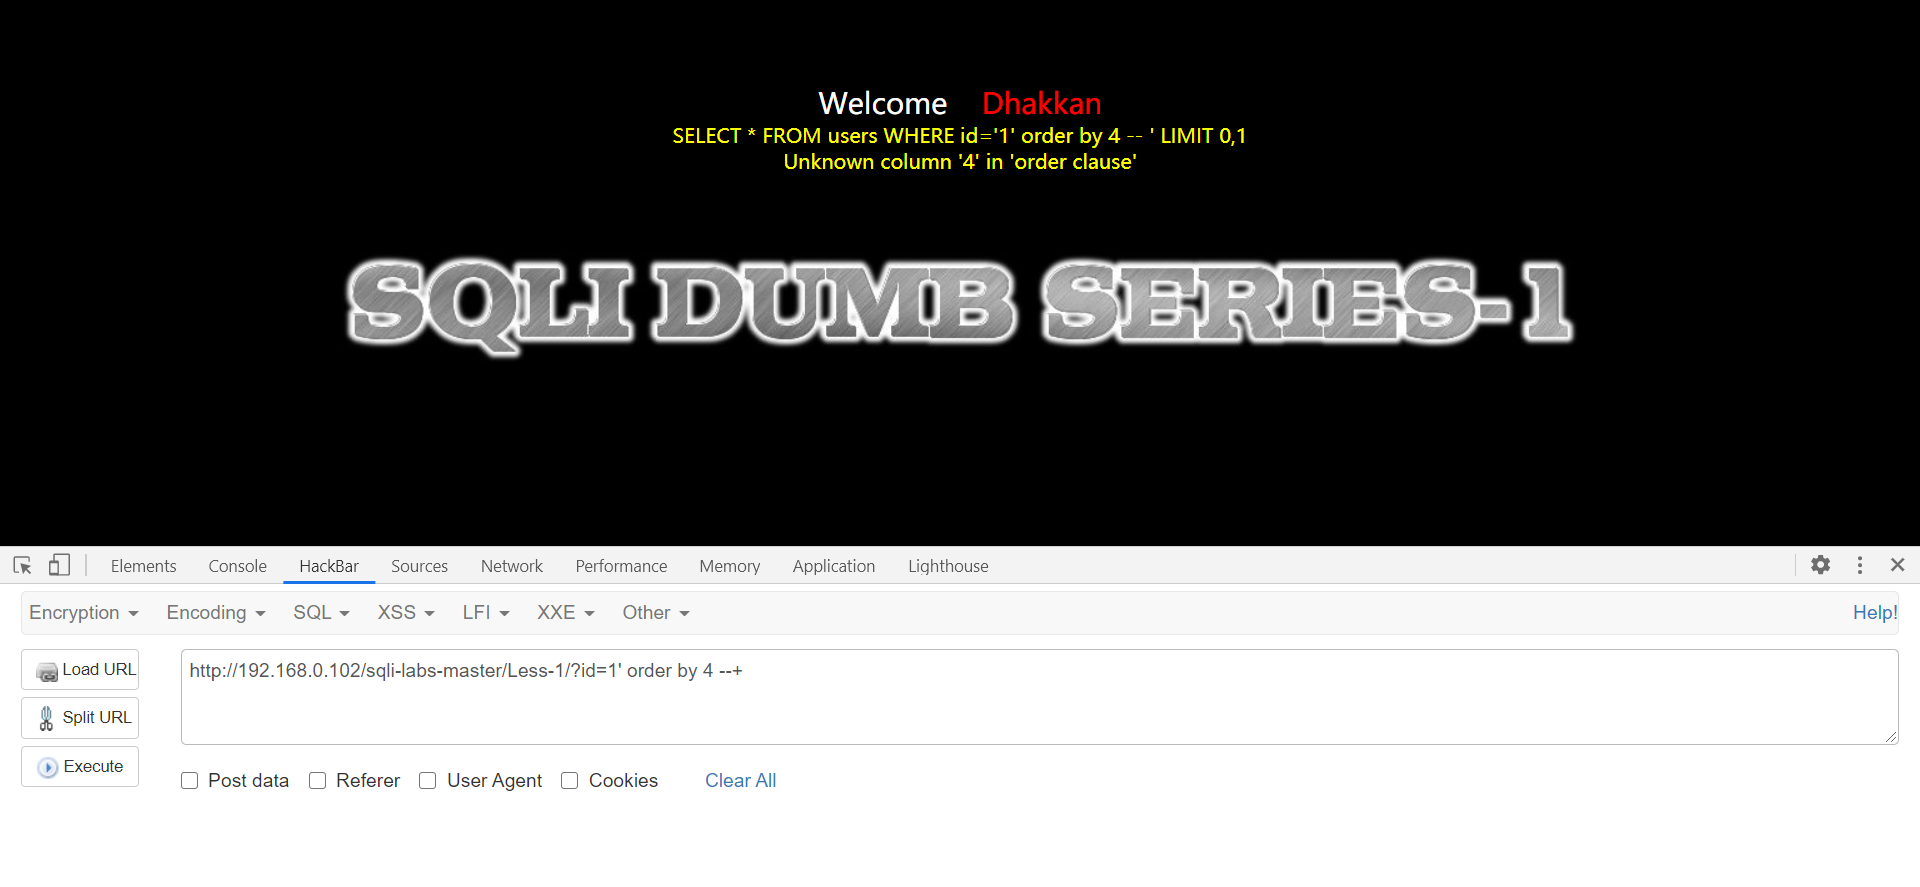 Welcome Dhakkan
SELECT * FROM users WHERE id='1' order by 4 -- ' LIMIT 0,1
Unknown column '4' in 'order clause'
SQLI DUMB SERIES-1
Elements Console HackBar Sources Network Performance Memory Application Lighthouse
Encryption Encoding SQL XSS LFI XXE Other Help!
Load URL
http://192.168.0.102/sqli-labs-master/Less-1/?id=1' order by 4 --+
Split URL
Execute
Post data Referer User Agent Cookies Clear All